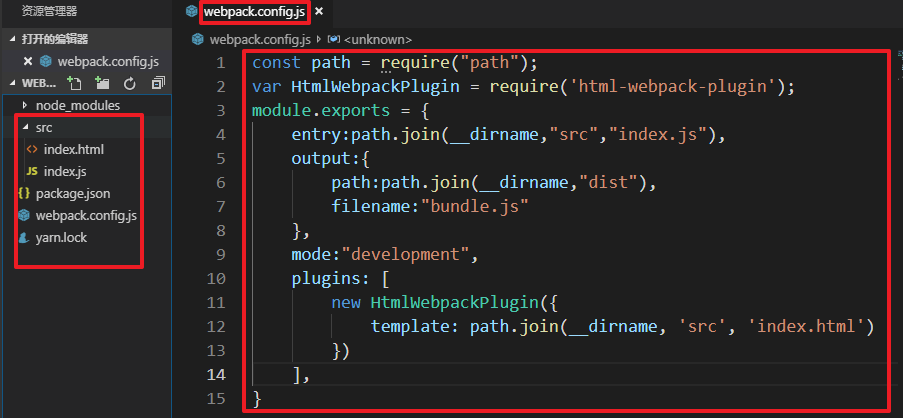 资源管理器
打开的编辑器
webpack.config.js
WEB...
node_modules
src
<> index.html
JS index.js
{} package.json
webpack.config.js
yarn.lock
webpack.config.js
webpack.config.js <unknown>
1 const path = require("path");
2 var HtmlWebpackPlugin = require('html-webpack-plugin');
3 module.exports = {
4 entry:path.join(__dirname,"src","index.js"),
5 output:{
6 path:path.join(__dirname,"dist"),
7 filename:"bundle.js"
8 },
9 mode:"development",
10 plugins: [
11 new HtmlWebpackPlugin({
12 template: path.join(__dirname, 'src', 'index.html')
13 })
14 ],
15 }